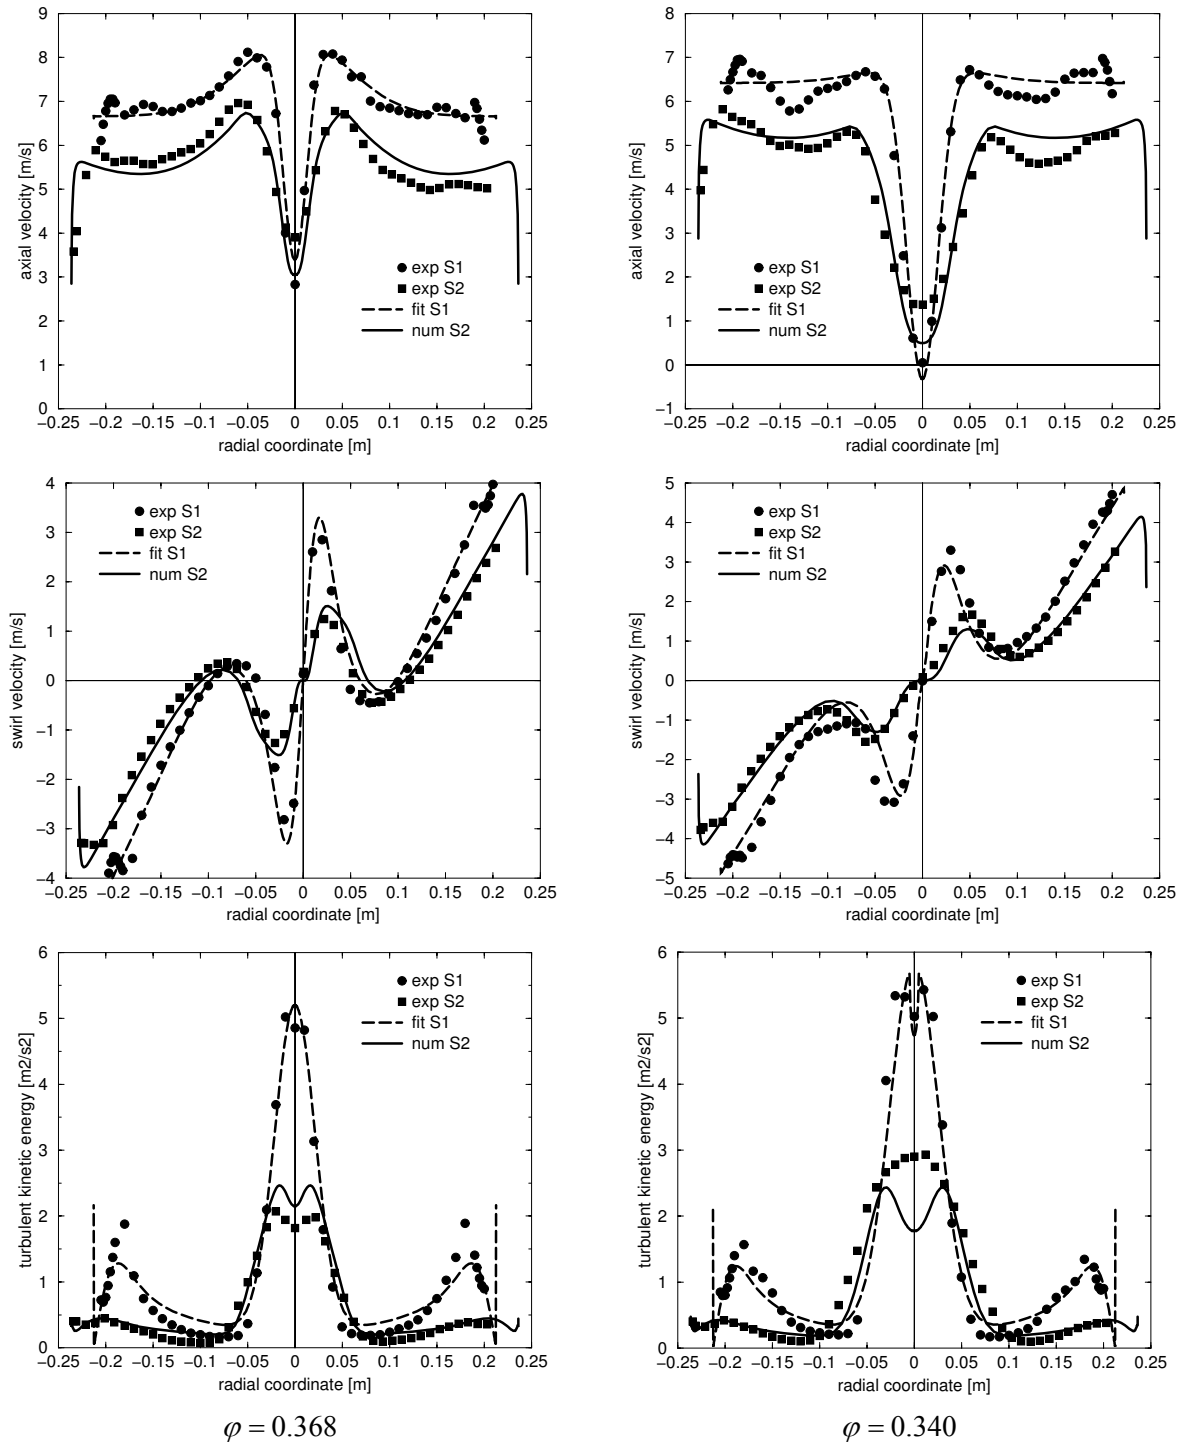 axial velocity [m/s]
9
8
7
6
5
4
3
2
1
0
exp S1
exp S2
fit S1
num S2
−0.25 −0.2 −0.15 −0.1 −0.05 0 0.05 0.1 0.15 0.2 0.25
radial coordinate [m]
axial velocity [m/s]
8
7
6
5
4
3
2
1
0
−1
exp S1
exp S2
fit S1
num S2
−0.25 −0.2 −0.15 −0.1 −0.05 0 0.05 0.1 0.15 0.2 0.25
radial coordinate [m]
swirl velocity [m/s]
4
3
2
1
0
−1
−2
−3
−4
exp S1
exp S2
fit S1
num S2
−0.25 −0.2 −0.15 −0.1 −0.05 0 0.05 0.1 0.15 0.2 0.25
radial coordinate [m]
swirl velocity [m/s]
5
4
3
2
1
0
−1
−2
−3
−4
−5
exp S1
exp S2
fit S1
num S2
−0.25 −0.2 −0.15 −0.1 −0.05 0 0.05 0.1 0.15 0.2 0.25
radial coordinate [m]
turbulent kinetic energy [m2/s2]
6
5
4
3
2
1
0
exp S1
exp S2
fit S1
num S2
−0.25 −0.2 −0.15 −0.1 −0.05 0 0.05 0.1 0.15 0.2 0.25
radial coordinate [m]
turbulent kinetic energy [m2/s2]
6
5
4
3
2
1
0
exp S1
exp S2
fit S1
num S2
−0.25 −0.2 −0.15 −0.1 −0.05 0 0.05 0.1 0.15 0.2 0.25
radial coordinate [m]
φ = 0.368
φ = 0.340